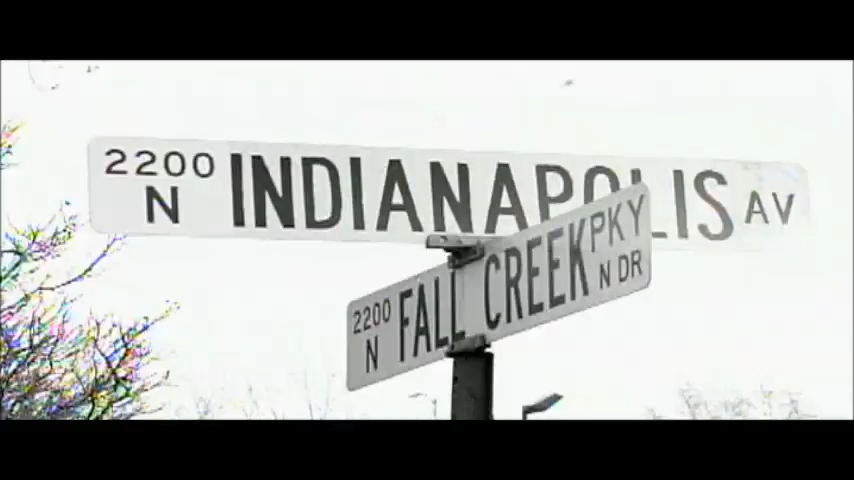 2200 N INDIANAPOLIS AV
2200 N FALL CREEK PKY N DR